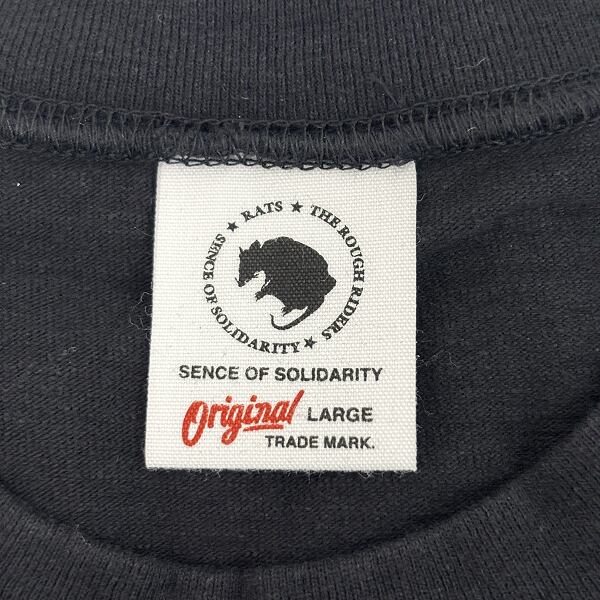 ★ RATS ★ THE ROUGH RIDERS ★ SENCE OF SOLIDARITY
SENCE OF SOLIDARITY
Original LARGE
TRADE MARK.